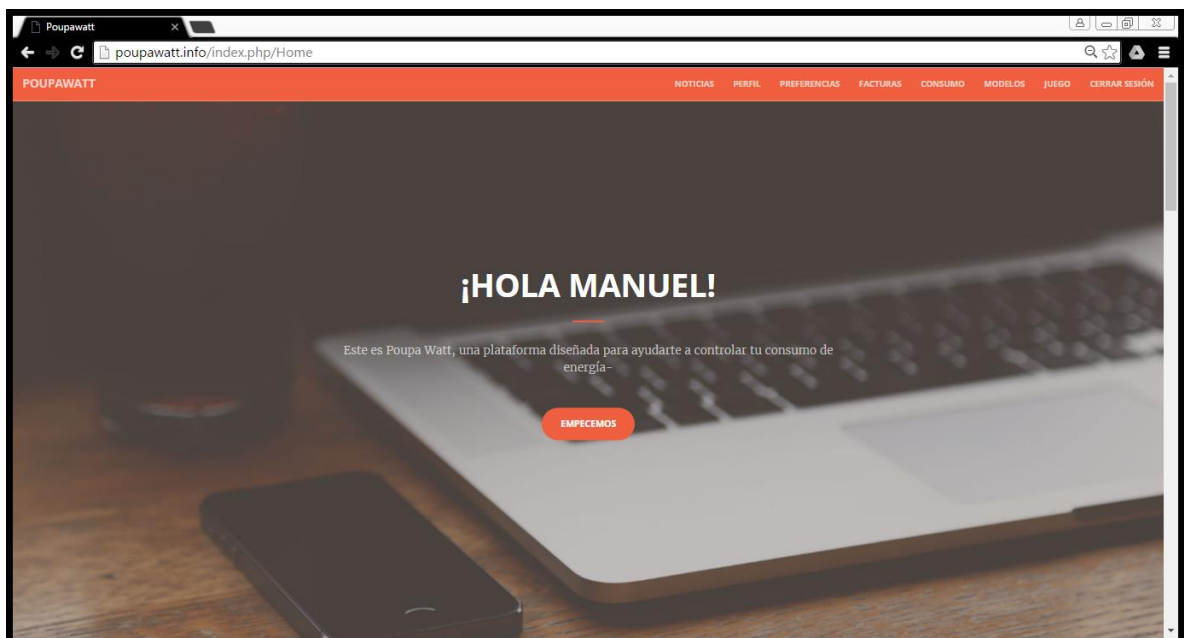 Poupawatt
poupawatt.info/index.php/Home
POUPAWATT NOTICIAS PERFIL PREFERENCIAS FACTURAS CONSUMO MODELOS JUEGO CERRAR SESIÓN
¡HOLA MANUEL!
Este es Poupa Watt, una plataforma diseñada para ayudarte a controlar tu consumo de
energía-
EMPECEMOS